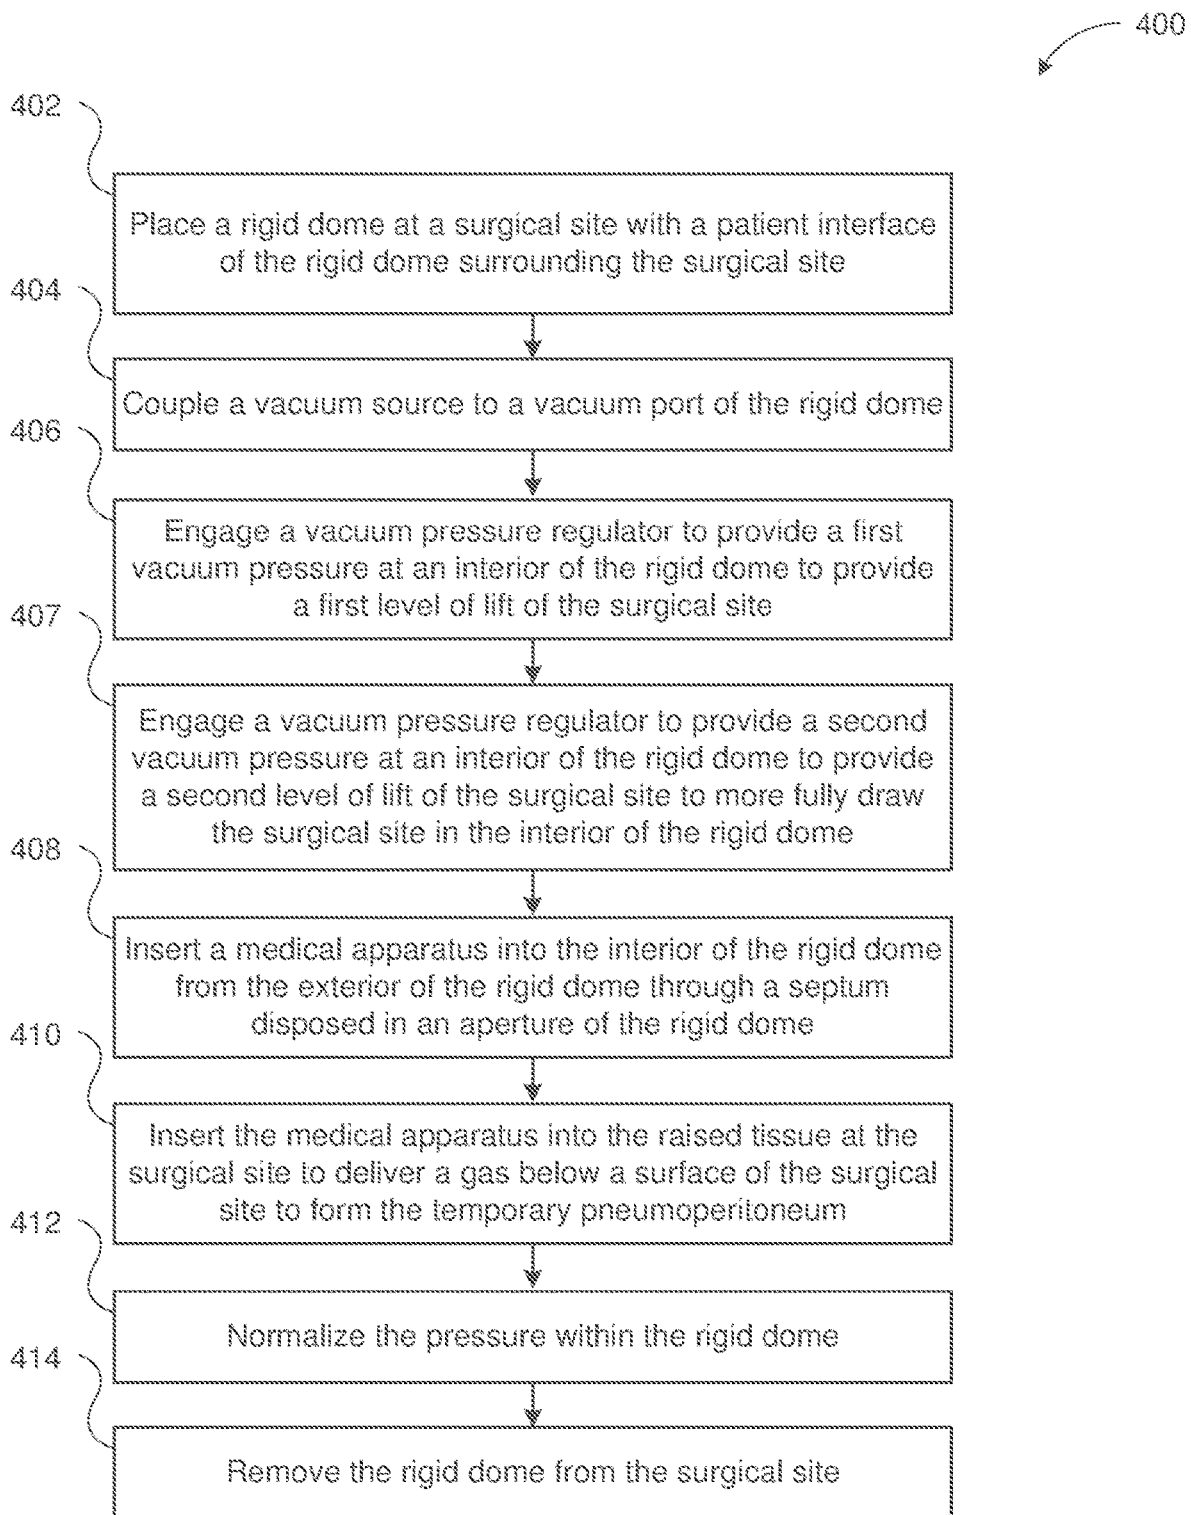 400
402
Place a rigid dome at a surgical site with a patient interface
of the rigid dome surrounding the surgical site
404
Couple a vacuum source to a vacuum port of the rigid dome
406
Engage a vacuum pressure regulator to provide a first
vacuum pressure at an interior of the rigid dome to provide
a first level of lift of the surgical site
407
Engage a vacuum pressure regulator to provide a second
vacuum pressure at an interior of the rigid dome to provide
a second level of lift of the surgical site to more fully draw
the surgical site in the interior of the rigid dome
408
Insert a medical apparatus into the interior of the rigid dome
from the exterior of the rigid dome through a septum
disposed in an aperture of the rigid dome
410
Insert the medical apparatus into the raised tissue at the
surgical site to deliver a gas below a surface of the surgical
site to form the temporary pneumoperitoneum
412
Normalize the pressure within the rigid dome
414
Remove the rigid dome from the surgical site